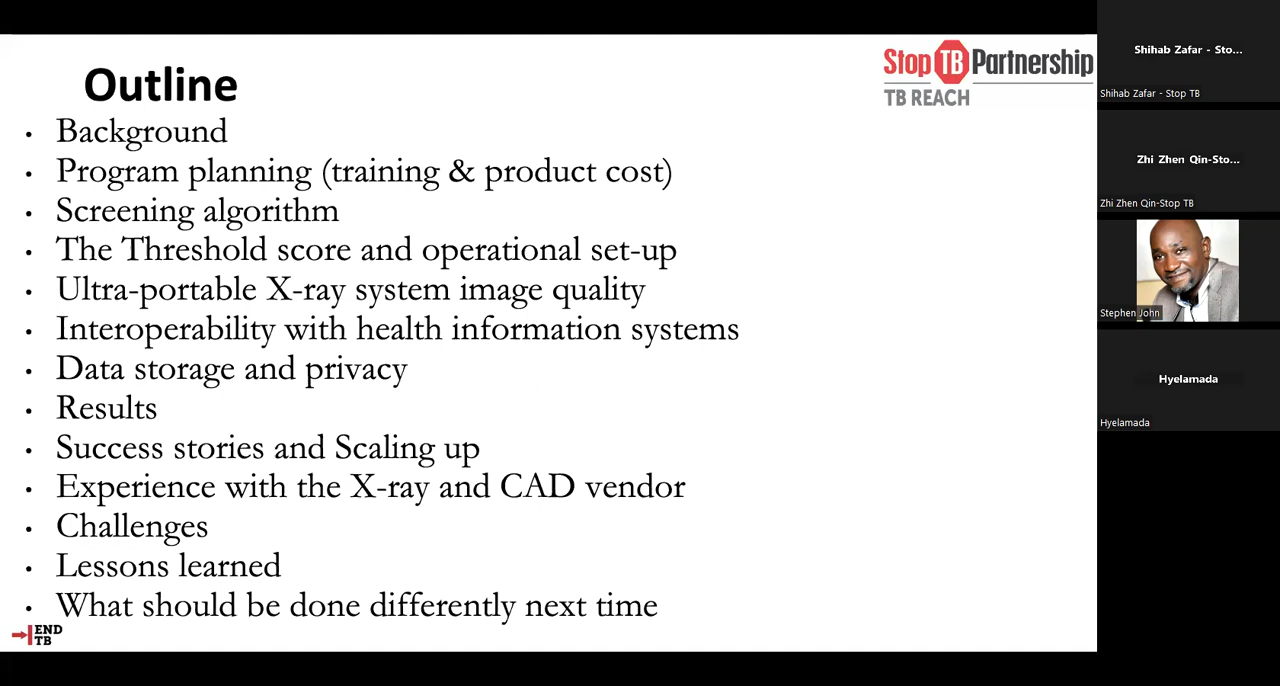 Outline
• Background
• Program planning (training & product cost)
• Screening algorithm
• The Threshold score and operational set-up
• Ultra-portable X-ray system image quality
• Interoperability with health information systems
• Data storage and privacy
• Results
• Success stories and Scaling up
• Experience with the X-ray and CAD vendor
• Challenges
• Lessons learned
• What should be done differently next time
END
TB
Stop TB Partnership
TB REACH
Shihab Zafar - Sto...
Shihab Zafar - Stop TB
Zhi Zhen Qin-Sto...
Zhi Zhen Qin-Stop TB
Stephen John
Hyelamada
Hyelamada